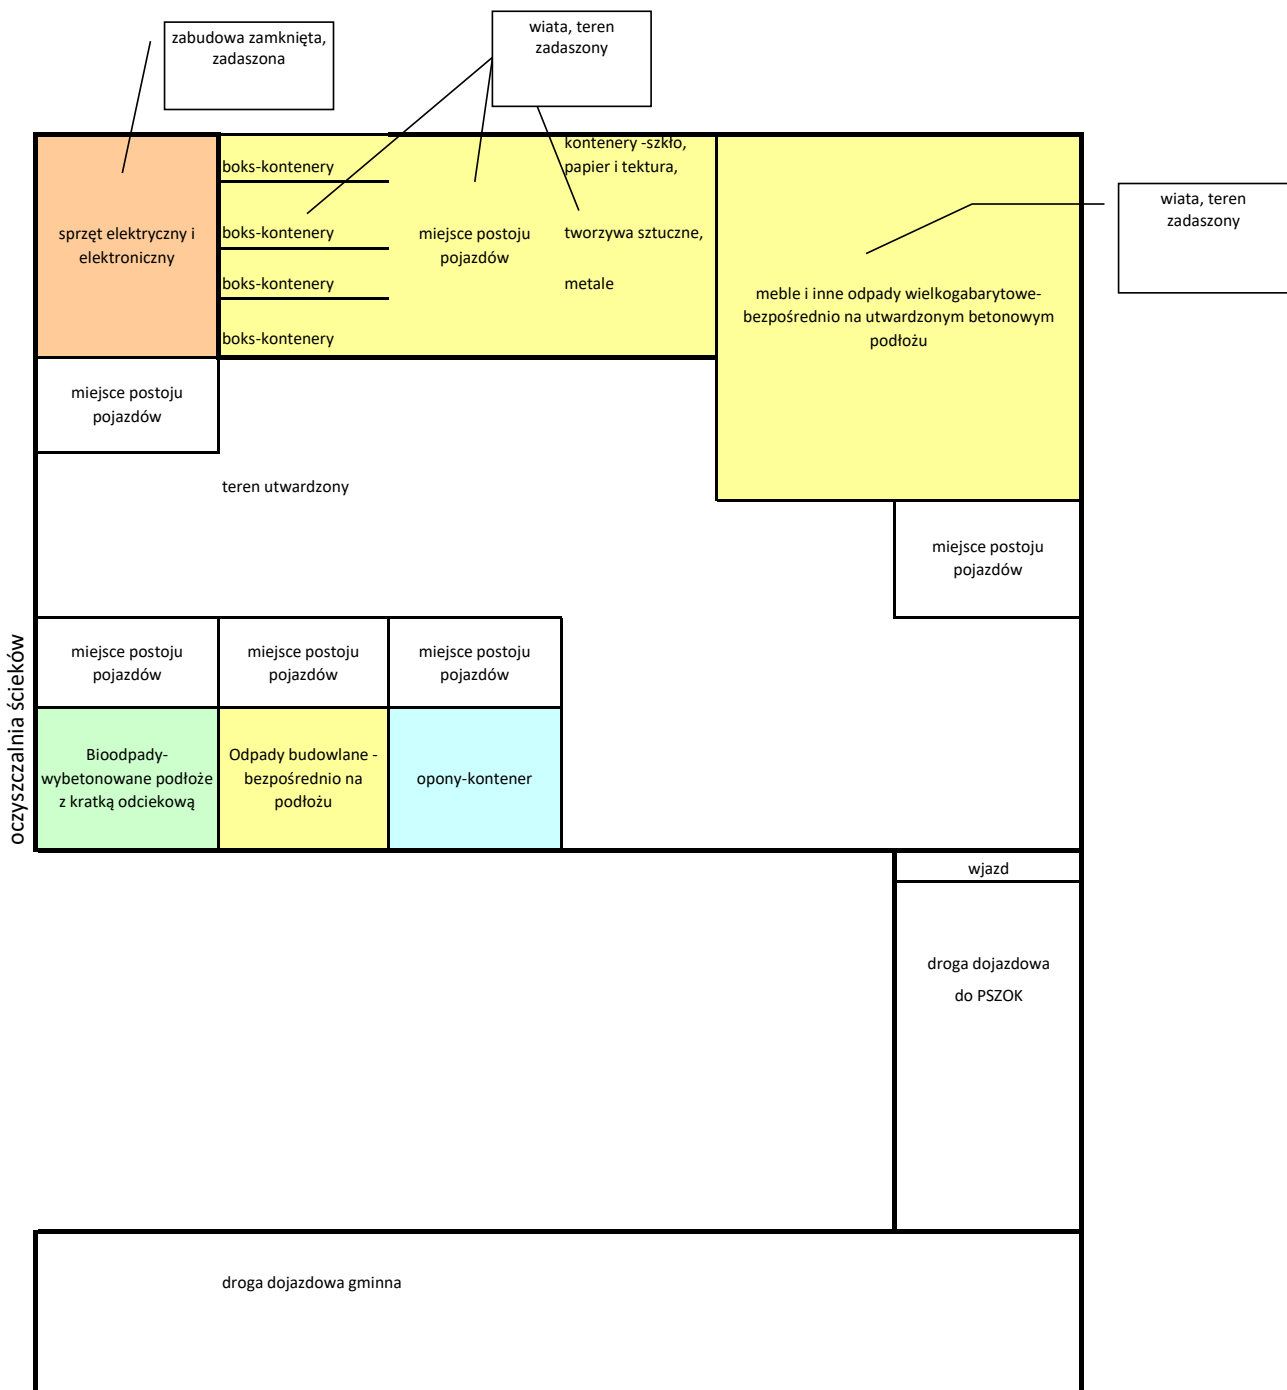 zabudowa zamknięta,
zadaszona
wiata, teren
zadaszony
wiata, teren
zadaszony
sprzęt elektryczny i
elektroniczny
boks-kontenery
boks-kontenery
boks-kontenery
boks-kontenery
miejsce postoju
pojazdów
kontenery -szkło,
papier i tektura,
tworzywa sztuczne,
metale
meble i inne odpady wielkogabarytowe-
bezpośrednio na utwardzonym betonowym
podłożu
miejsce postoju
pojazdów
teren utwardzony
miejsce postoju
pojazdów
oczyszczalnia ścieków
miejsce postoju
pojazdów
miejsce postoju
pojazdów
miejsce postoju
pojazdów
Bioodpady-
wybetonowane podłoże
z kratką odciekową
Odpady budowlane -
bezpośrednio na
podłożu
opony-kontener
wjazd
droga dojazdowa
do PSZOK
droga dojazdowa gminna